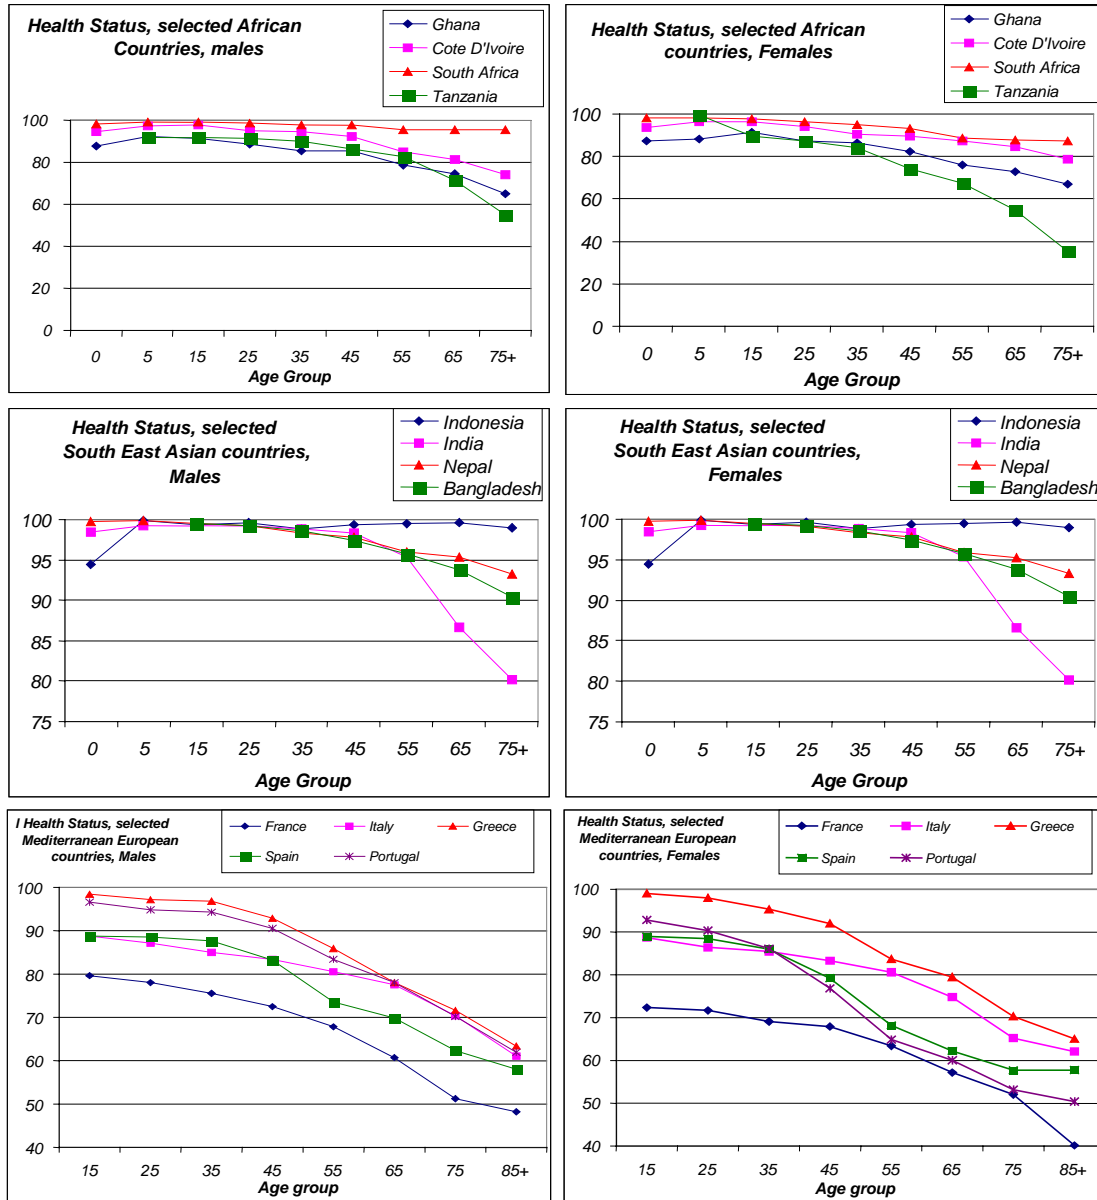 Health Status, selected African
Countries, males
Ghana
Cote D'Ivoire
South Africa
Tanzania
100
80
60
40
20
0
0 5 15 25 35 45 55 65 75+
Age Group
Health Status, selected African
countries, Females
Ghana
Cote D'Ivoire
South Africa
Tanzania
100
80
60
40
20
0
0 5 15 25 35 45 55 65 75+
Age Group
Health Status, selected
South East Asian countries,
Males
Indonesia
India
Nepal
Bangladesh
100
95
90
85
80
75
0 5 15 25 35 45 55 65 75+
Age Group
Health Status, selected
South East Asian countries,
Females
Indonesia
India
Nepal
Bangladesh
100
95
90
85
80
75
0 5 15 25 35 45 55 65 75+
Age Group
I Health Status, selected
Mediterranean European
countries, Males
France Italy Greece
Spain Portugal
100
90
80
70
60
50
40
15 25 35 45 55 65 75 85+
Age group
Health Status, selected
Mediterranean European
countries, Females
France Italy Greece
Spain Portugal
100
90
80
70
60
50
40
15 25 35 45 55 65 75 85+
Age group